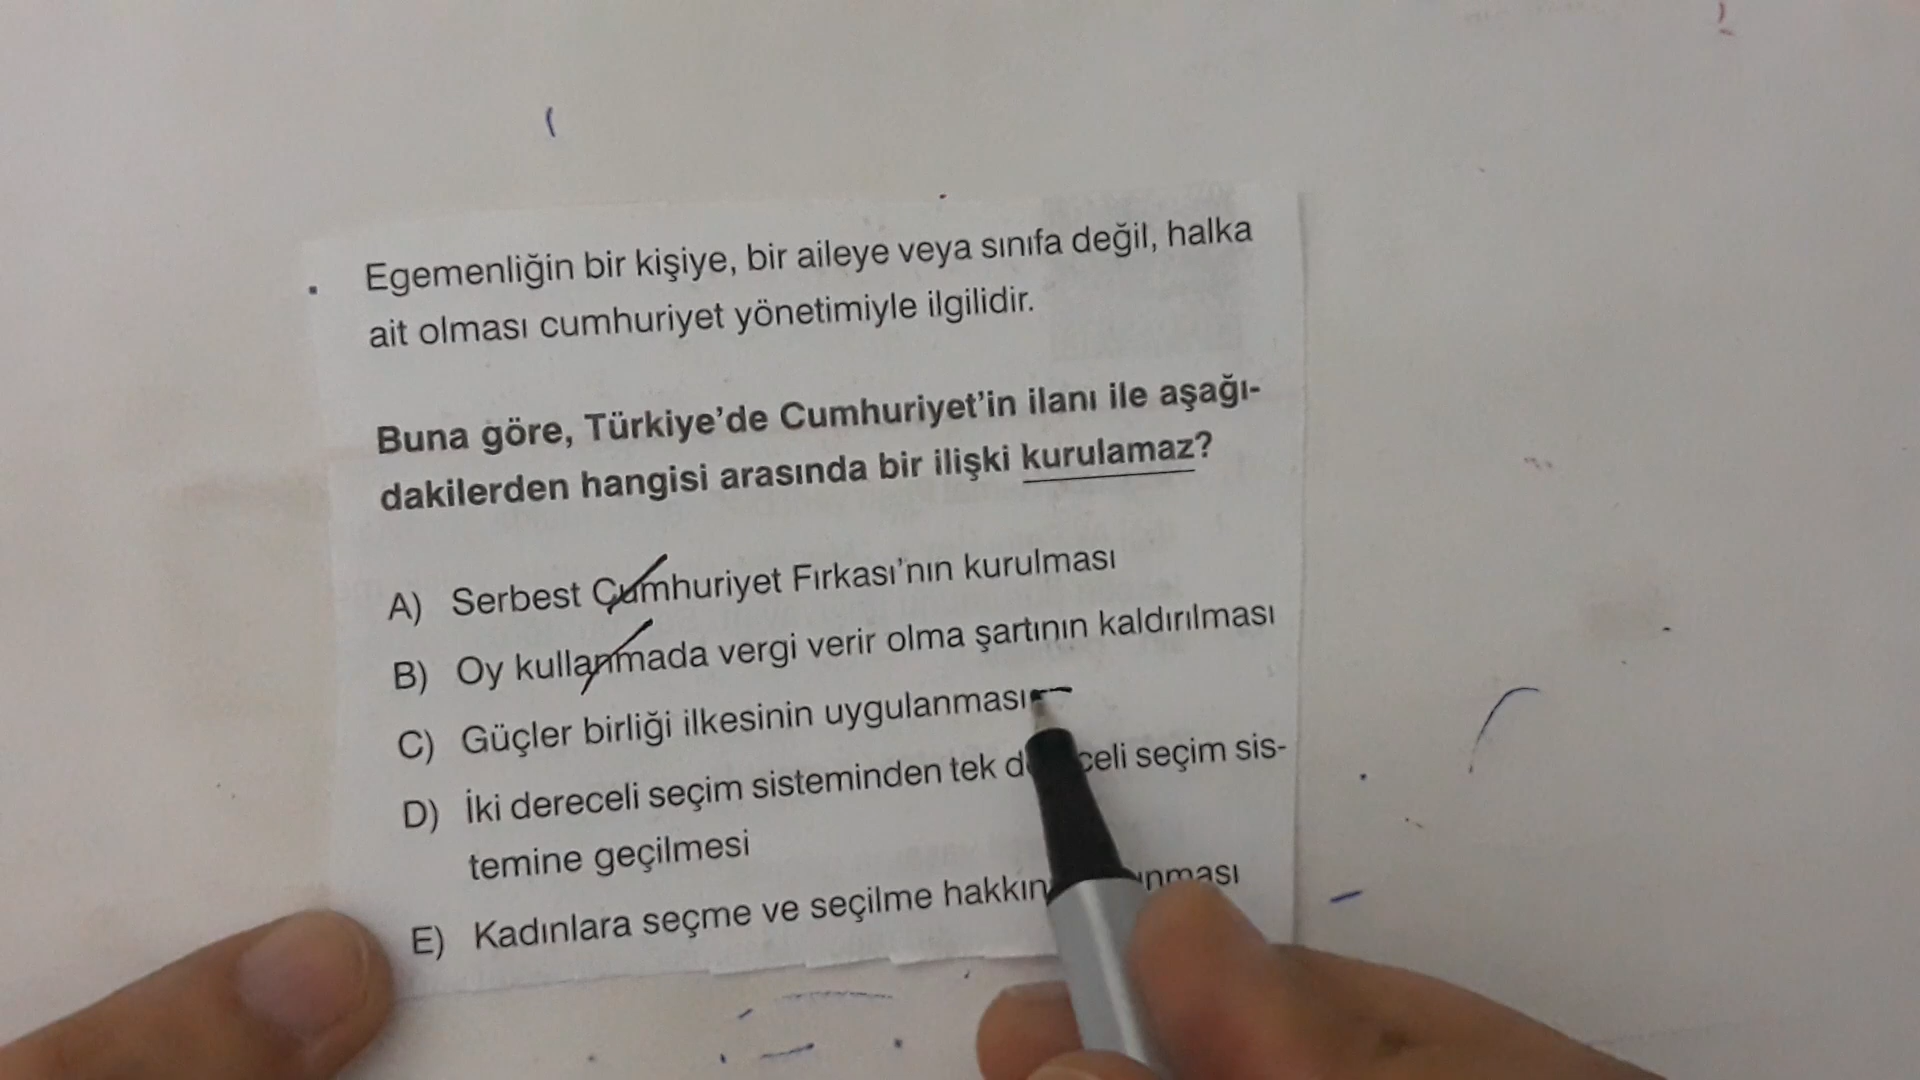 Egemenliğin bir kişiye, bir aileye veya sınıfa değil, halka
ait olması cumhuriyet yönetimiyle ilgilidir.
Buna göre, Türkiye'de Cumhuriyet'in ilanı ile aşağı-
dakilerden hangisi arasında bir ilişki kurulamaz?
A) Serbest Cumhuriyet Fırkası'nın kurulması
B) Oy kullanmada vergi verir olma şartının kaldırılması
C) Güçler birliği ilkesinin uygulanması
D) İki dereceli seçim sisteminden tek dereceli seçim sis-
temine geçilmesi
E) Kadınlara seçme ve seçilme